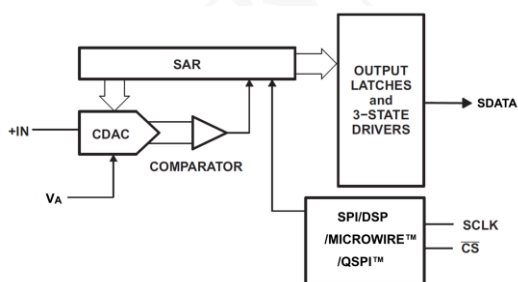 SAR
OUTPUT
LATCHES
and
3−STATE
DRIVERS
SDATA
+IN
CDAC
COMPARATOR
VA
SPI/DSP
/MICROWIRE™
/QSPI™
SCLK
CS